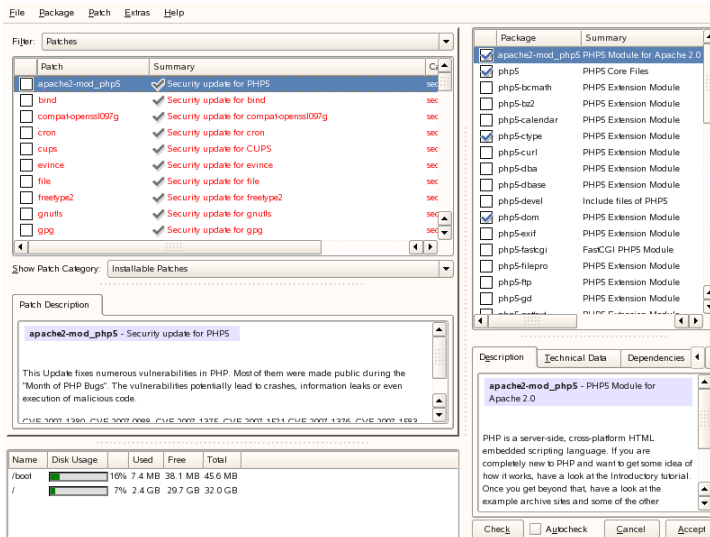 File Package Patch Extras Help
Filter: Patches
Patch Summary
apache2-mod_php5 Security update for PHP5 sec
bind Security update for bind sec
compat-openssl097g Security update for compat-openssl097g sec
cron Security update for cron sec
cups Security update for CUPS sec
evince Security update for evince sec
file Security update for file sec
freetype2 Security update for freetype2 sec
gnutls Security update for gnutls sec
gpg Security update for gpg sec
Show Patch Category: Installable Patches
Patch Description
apache2-mod_php5 - Security update for PHP5
This Update fixes numerous vulnerabilities in PHP. Most of them were made public during the
"Month of PHP Bugs". The vulnerabilities potentially lead to crashes, information leaks or even
execution of malicious code.
Name Disk Usage Used Free Total
/boot 16% 7.4 MB 38.1 MB 45.6 MB
/ 7% 2.4 GB 29.7 GB 32.0 GB
Package Summary
apache2-mod_php5 PHP5 Module for Apache 2.0
php5 PHP5 Core Files
php5-bcmath PHP5 Extension Module
php5-bz2 PHP5 Extension Module
php5-calendar PHP5 Extension Module
php5-ctype PHP5 Extension Module
php5-curl PHP5 Extension Module
php5-dba PHP5 Extension Module
php5-dbase PHP5 Extension Module
php5-devel Include files of PHP5
php5-dom PHP5 Extension Module
php5-exif PHP5 Extension Module
php5-fastcgi FastCGI PHP5 Module
php5-filepro PHP5 Extension Module
php5-ftp PHP5 Extension Module
php5-gd PHP5 Extension Module
Description Technical Data Dependencies
apache2-mod_php5 - PHP5 Module for
Apache 2.0
PHP is a server-side, cross-platform HTML
embedded scripting language. If you are
completely new to PHP and want to get some idea of
how it works, have a look at the Introductory tutorial.
Once you get beyond that, have a look at the
example archive sites and some of the other
Check Autocheck Cancel Accept